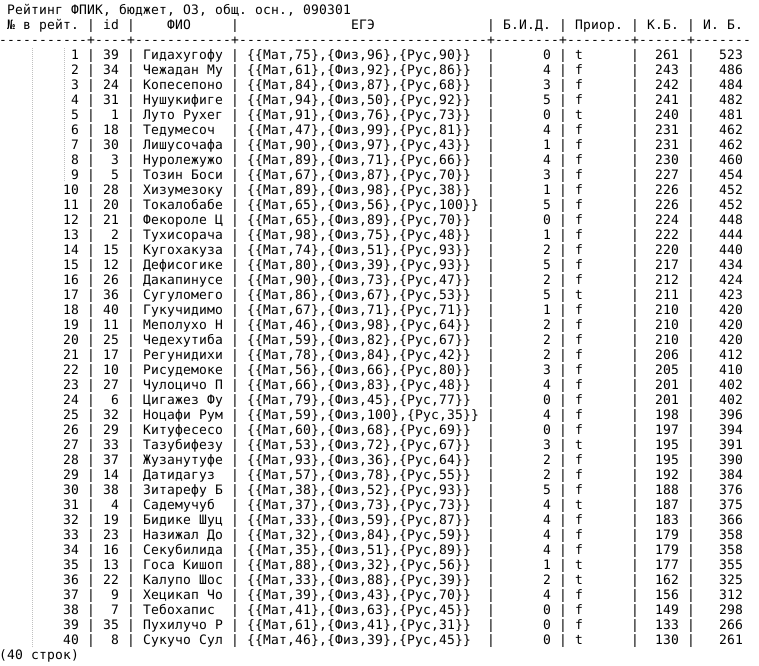 Рейтинг ФПИК, бюджет, ОЗ, общ. осн., 090301
№ в рейт. | id |    ФИО     |              ЕГЭ               | Б.И.Д. | Приор. | К.Б. | И. Б.
----------+----+------------+--------------------------------+--------+--------+------+-------
1 | 39 | Гидахугофу | {{Мат,75},{Физ,96},{Рус,90}} | 0 | t | 261 | 523
2 | 34 | Чежадан Му | {{Мат,61},{Физ,92},{Рус,86}} | 4 | f | 243 | 486
3 | 24 | Копесепоно | {{Мат,84},{Физ,87},{Рус,68}} | 3 | f | 242 | 484
4 | 31 | Нушукифиге | {{Мат,94},{Физ,50},{Рус,92}} | 5 | f | 241 | 482
5 | 1 | Луто Рухег | {{Мат,91},{Физ,76},{Рус,73}} | 0 | t | 240 | 481
6 | 18 | Тедумесоч | {{Мат,47},{Физ,99},{Рус,81}} | 4 | f | 231 | 462
7 | 30 | Лишусочафа | {{Мат,90},{Физ,97},{Рус,43}} | 1 | f | 231 | 462
8 | 3 | Нуролежужо | {{Мат,89},{Физ,71},{Рус,66}} | 4 | f | 230 | 460
9 | 5 | Тозин Боси | {{Мат,67},{Физ,87},{Рус,70}} | 3 | f | 227 | 454
10 | 28 | Хизумезоку | {{Мат,89},{Физ,98},{Рус,38}} | 1 | f | 226 | 452
11 | 20 | Токалобабе | {{Мат,65},{Физ,56},{Рус,100}} | 5 | f | 226 | 452
12 | 21 | Фекороле Ц | {{Мат,65},{Физ,89},{Рус,70}} | 0 | f | 224 | 448
13 | 2 | Тухисорача | {{Мат,98},{Физ,75},{Рус,48}} | 1 | f | 222 | 444
14 | 15 | Кугохакуза | {{Мат,74},{Физ,51},{Рус,93}} | 2 | f | 220 | 440
15 | 12 | Дефисогике | {{Мат,80},{Физ,39},{Рус,93}} | 5 | f | 217 | 434
16 | 26 | Дакапинусе | {{Мат,90},{Физ,73},{Рус,47}} | 2 | f | 212 | 424
17 | 36 | Сугуломего | {{Мат,86},{Физ,67},{Рус,53}} | 5 | t | 211 | 423
18 | 40 | Гукучидимо | {{Мат,67},{Физ,71},{Рус,71}} | 1 | f | 210 | 420
19 | 11 | Меполухо Н | {{Мат,46},{Физ,98},{Рус,64}} | 2 | f | 210 | 420
20 | 25 | Чедехутиба | {{Мат,59},{Физ,82},{Рус,67}} | 2 | f | 210 | 420
21 | 17 | Регунидихи | {{Мат,78},{Физ,84},{Рус,42}} | 2 | f | 206 | 412
22 | 10 | Рисудемоке | {{Мат,56},{Физ,66},{Рус,80}} | 3 | f | 205 | 410
23 | 27 | Чулоцичо П | {{Мат,66},{Физ,83},{Рус,48}} | 4 | f | 201 | 402
24 | 6 | Цигажез Фу | {{Мат,79},{Физ,45},{Рус,77}} | 0 | f | 201 | 402
25 | 32 | Ноцафи Рум | {{Мат,59},{Физ,100},{Рус,35}} | 4 | f | 198 | 396
26 | 29 | Китуфесесо | {{Мат,60},{Физ,68},{Рус,69}} | 0 | f | 197 | 394
27 | 33 | Тазубифезу | {{Мат,53},{Физ,72},{Рус,67}} | 3 | t | 195 | 391
28 | 37 | Жузанутуфе | {{Мат,93},{Физ,36},{Рус,64}} | 2 | f | 195 | 390
29 | 14 | Датидагуз | {{Мат,57},{Физ,78},{Рус,55}} | 2 | f | 192 | 384
30 | 38 | Зитарефу Б | {{Мат,38},{Физ,52},{Рус,93}} | 5 | f | 188 | 376
31 | 4 | Садемучуб | {{Мат,37},{Физ,73},{Рус,73}} | 4 | t | 187 | 375
32 | 19 | Бидике Шуц | {{Мат,33},{Физ,59},{Рус,87}} | 4 | f | 183 | 366
33 | 23 | Назижал До | {{Мат,32},{Физ,84},{Рус,59}} | 4 | f | 179 | 358
34 | 16 | Секубилида | {{Мат,35},{Физ,51},{Рус,89}} | 4 | f | 179 | 358
35 | 13 | Госа Кишоп | {{Мат,88},{Физ,32},{Рус,56}} | 1 | t | 177 | 355
36 | 22 | Калупо Шос | {{Мат,33},{Физ,88},{Рус,39}} | 2 | t | 162 | 325
37 | 9 | Хецикап Чо | {{Мат,39},{Физ,43},{Рус,70}} | 4 | f | 156 | 312
38 | 7 | Тебохапис | {{Мат,41},{Физ,63},{Рус,45}} | 0 | f | 149 | 298
39 | 35 | Пухилучо Р | {{Мат,61},{Физ,41},{Рус,31}} | 0 | f | 133 | 266
40 | 8 | Сукучо Сул | {{Мат,46},{Физ,39},{Рус,45}} | 0 | t | 130 | 261
(40 строк)